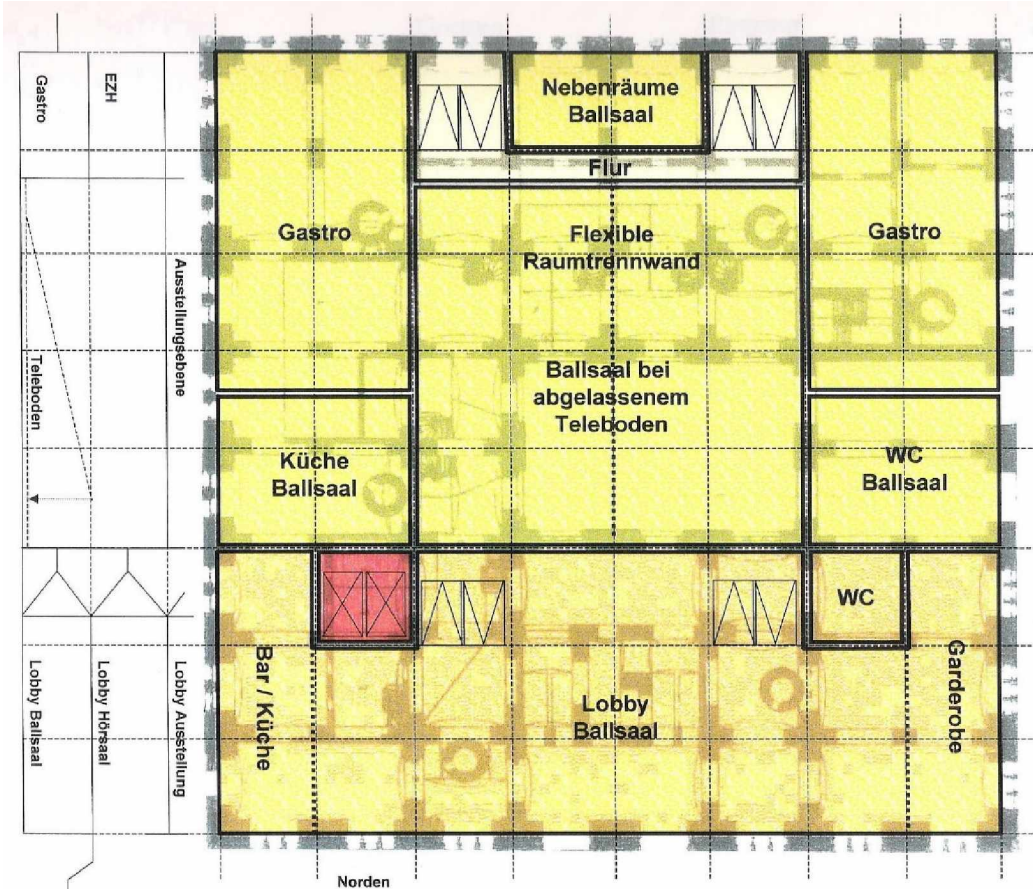 Gastro
EZH
Nebenräume
Ballsaal
Flur
Gastro
Flexible
Raumtrennwand
Gastro
Ausstellungsebene
Teleboden
Ballsaal bei
abgelassenem
Teleboden
Küche
Ballsaal
WC
Ballsaal
WC
Bar / Küche
Lobby
Ballsaal
Garderobe
Lobby Ballsaal
Lobby Hörsaal
Lobby Ausstellung
Norden